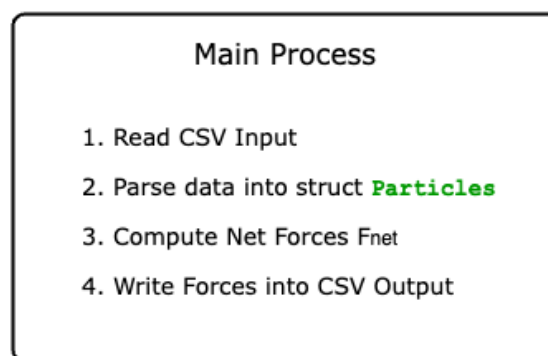 Main Process
1. Read CSV Input
2. Parse data into struct Particles
3. Compute Net Forces Fnet
4. Write Forces into CSV Output